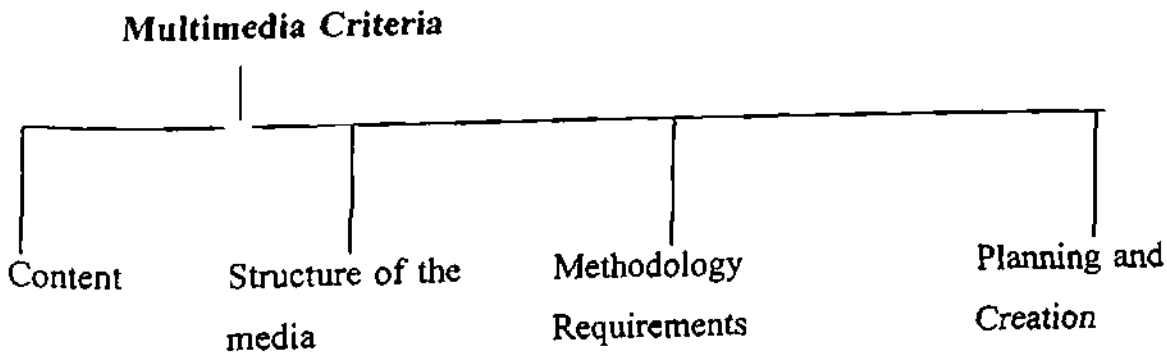 Multimedia Criteria
Content
Structure of the
media
Methodology
Requirements
Planning and
Creation